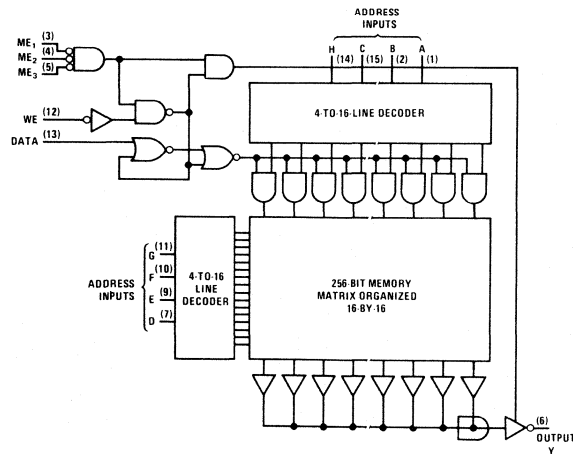 ADDRESS
INPUTS
H C B A
(14) (15) (2) (1)
ME1 (3)
ME2 (4)
ME3 (5)
WE (12)
DATA (13)
4-TO-16-LINE DECODER
ADDRESS
INPUTS
G (11)
F (10)
E (9)
D (7)
4-TO-16
LINE
DECODER
256-BIT MEMORY
MATRIX ORGANIZED
16-BY-16
(6)
OUTPUT
Y